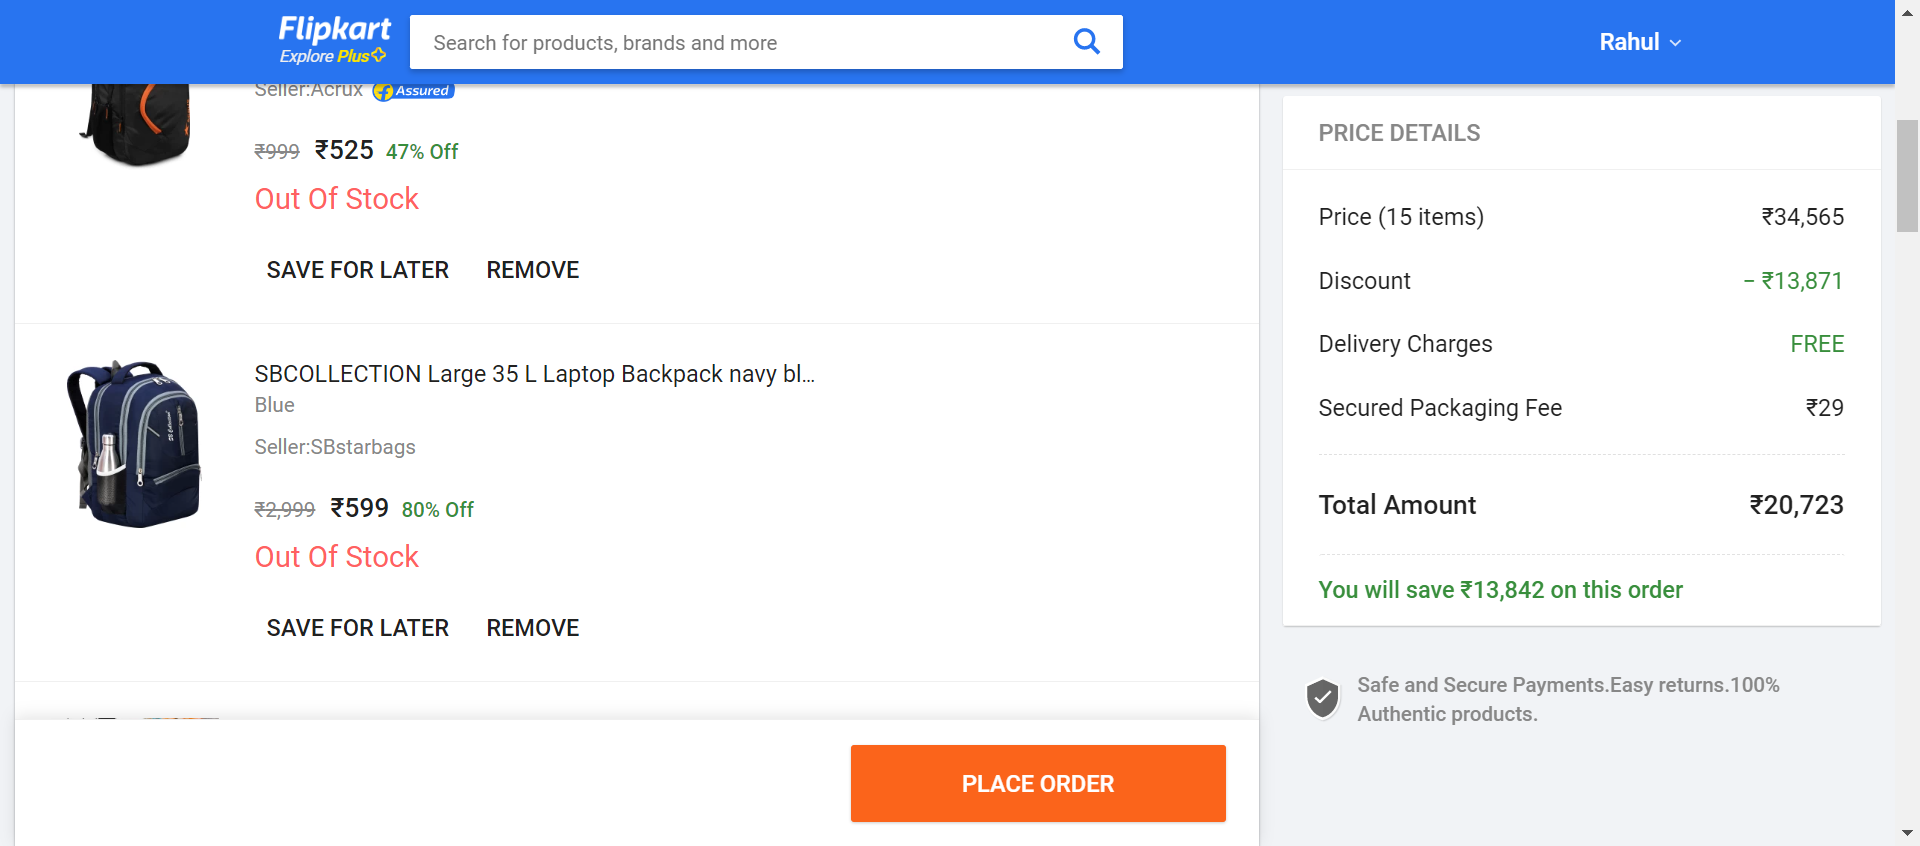 Flipkart
Explore Plus
Search for products, brands and more
Rahul
Seller:Acrux Assured
₹999 ₹525 47% Off
Out Of Stock
SAVE FOR LATER REMOVE
SBCOLLECTION Large 35 L Laptop Backpack navy bl...
Blue
Seller:SBstarbags
₹2,999 ₹599 80% Off
Out Of Stock
SAVE FOR LATER REMOVE
PLACE ORDER
PRICE DETAILS
Price (15 items) ₹34,565
Discount − ₹13,871
Delivery Charges FREE
Secured Packaging Fee ₹29
Total Amount ₹20,723
You will save ₹13,842 on this order
Safe and Secure Payments.Easy returns.100%
Authentic products.